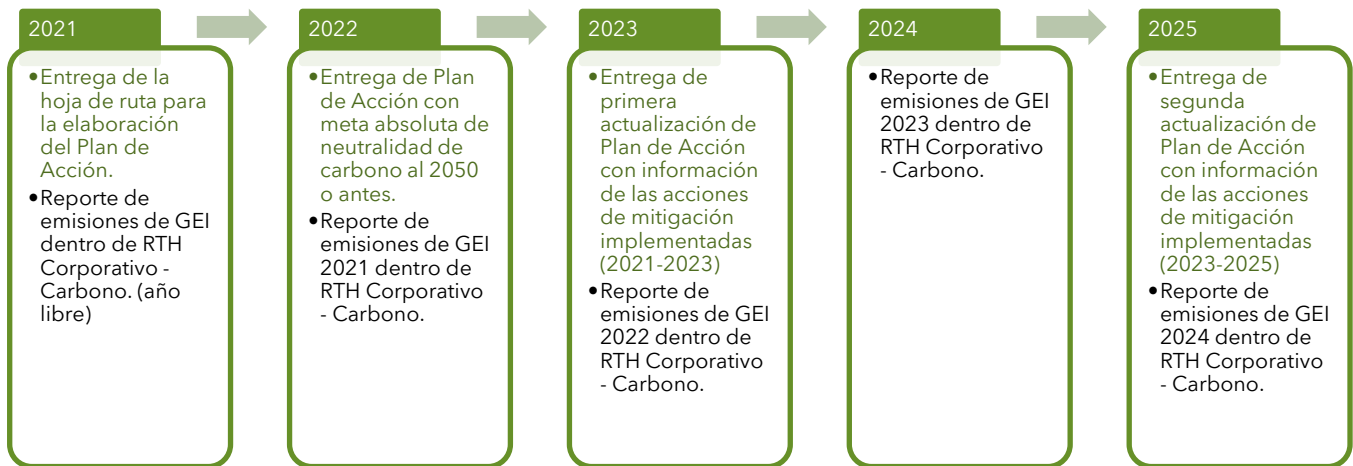 2021
•Entrega de la
hoja de ruta para
la elaboración
del Plan de
Acción.
•Reporte de
emisiones de GEI
dentro de RTH
Corporativo -
Carbono. (año
libre)
2022
•Entrega de Plan
de Acción con
meta absoluta de
neutralidad de
carbono al 2050
o antes.
•Reporte de
emisiones de GEI
2021 dentro de
RTH Corporativo
- Carbono.
2023
•Entrega de
primera
actualización de
Plan de Acción
con información
de las acciones
de mitigación
implementadas
(2021-2023)
•Reporte de
emisiones de GEI
2022 dentro de
RTH Corporativo
- Carbono.
2024
•Reporte de
emisiones de GEI
2023 dentro de
RTH Corporativo
- Carbono.
2025
•Entrega de
segunda
actualización de
Plan de Acción
con información
de las acciones
de mitigación
implementadas
(2023-2025)
•Reporte de
emisiones de GEI
2024 dentro de
RTH Corporativo
- Carbono.